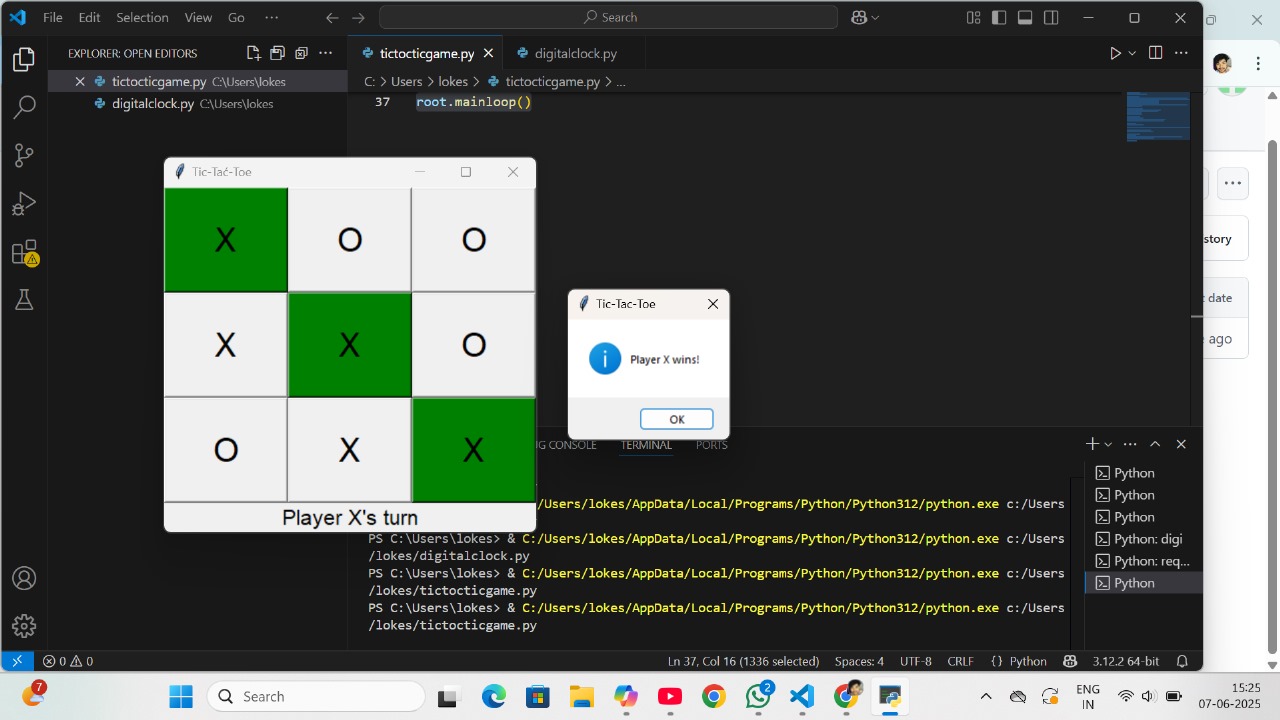 File Edit Selection View Go ··· Search
EXPLORER: OPEN EDITORS
tictocticgame.py C:\Users\lokes
digitalclock.py C:\Users\lokes
tictocticgame.py digitalclock.py
C: > Users > lokes > tictocticgame.py > ...
37 root.mainloop()
Tic-Tac-Toe
X O O
X X O
O X X
Player X's turn
Tic-Tac-Toe
Player X wins!
OK
story
date
ago
G CONSOLE TERMINAL PORTS
/Users/lokes/AppData/Local/Programs/Python/Python312/python.exe c:/Users
PS C:\Users\lokes> & C:/Users/lokes/AppData/Local/Programs/Python/Python312/python.exe c:/Users
/lokes/digitalclock.py
PS C:\Users\lokes> & C:/Users/lokes/AppData/Local/Programs/Python/Python312/python.exe c:/Users
/lokes/tictocticgame.py
PS C:\Users\lokes> & C:/Users/lokes/AppData/Local/Programs/Python/Python312/python.exe c:/Users
/lokes/tictocticgame.py
Python
Python
Python
Python: digi
Python: req...
Python
0 0 Ln 37, Col 16 (1336 selected) Spaces: 4 UTF-8 CRLF {} Python 3.12.2 64-bit
7 Search 2 ENG 15:25
IN 07-06-2025